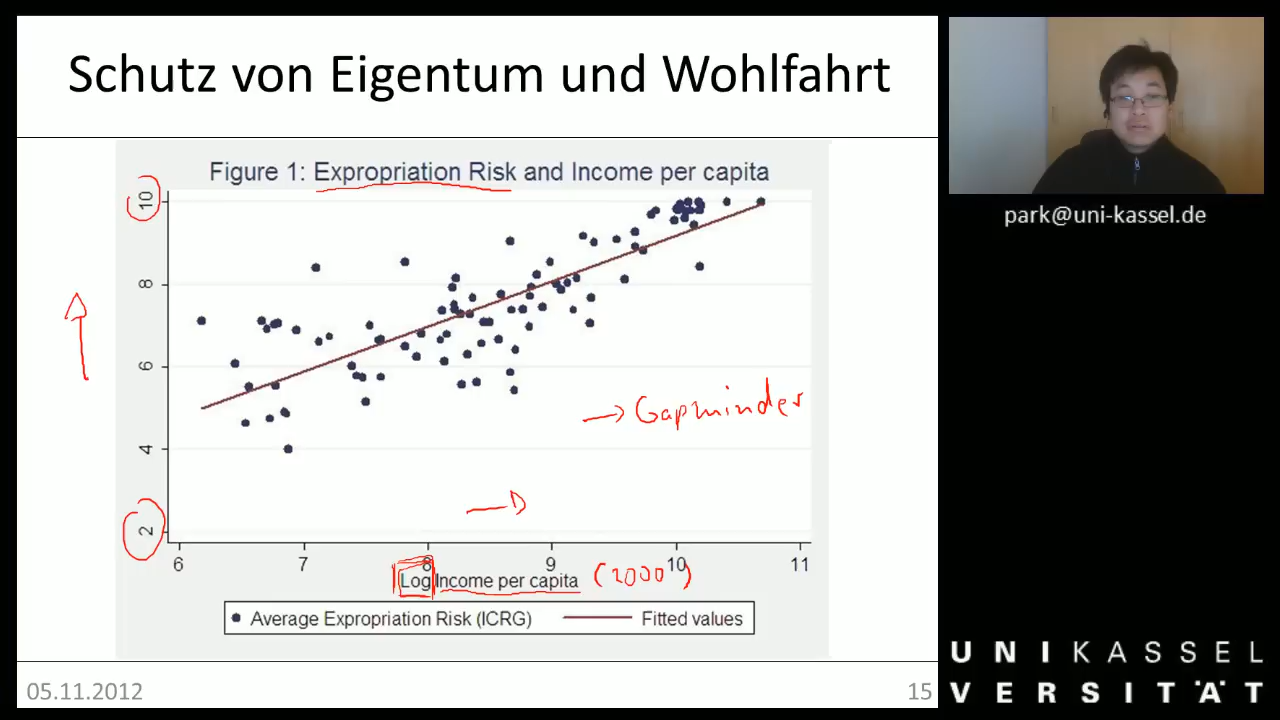 Schutz von Eigentum und Wohlfahrt
park@uni-kassel.de
Figure 1: Expropriation Risk and Income per capita
10
8
6
4
2
→ Gapminder
6 7 8 9 10 11
Log Income per capita (2000)
Average Expropriation Risk (ICRG) Fitted values
05.11.2012 15
UNIKASSEL
VERSITÄT